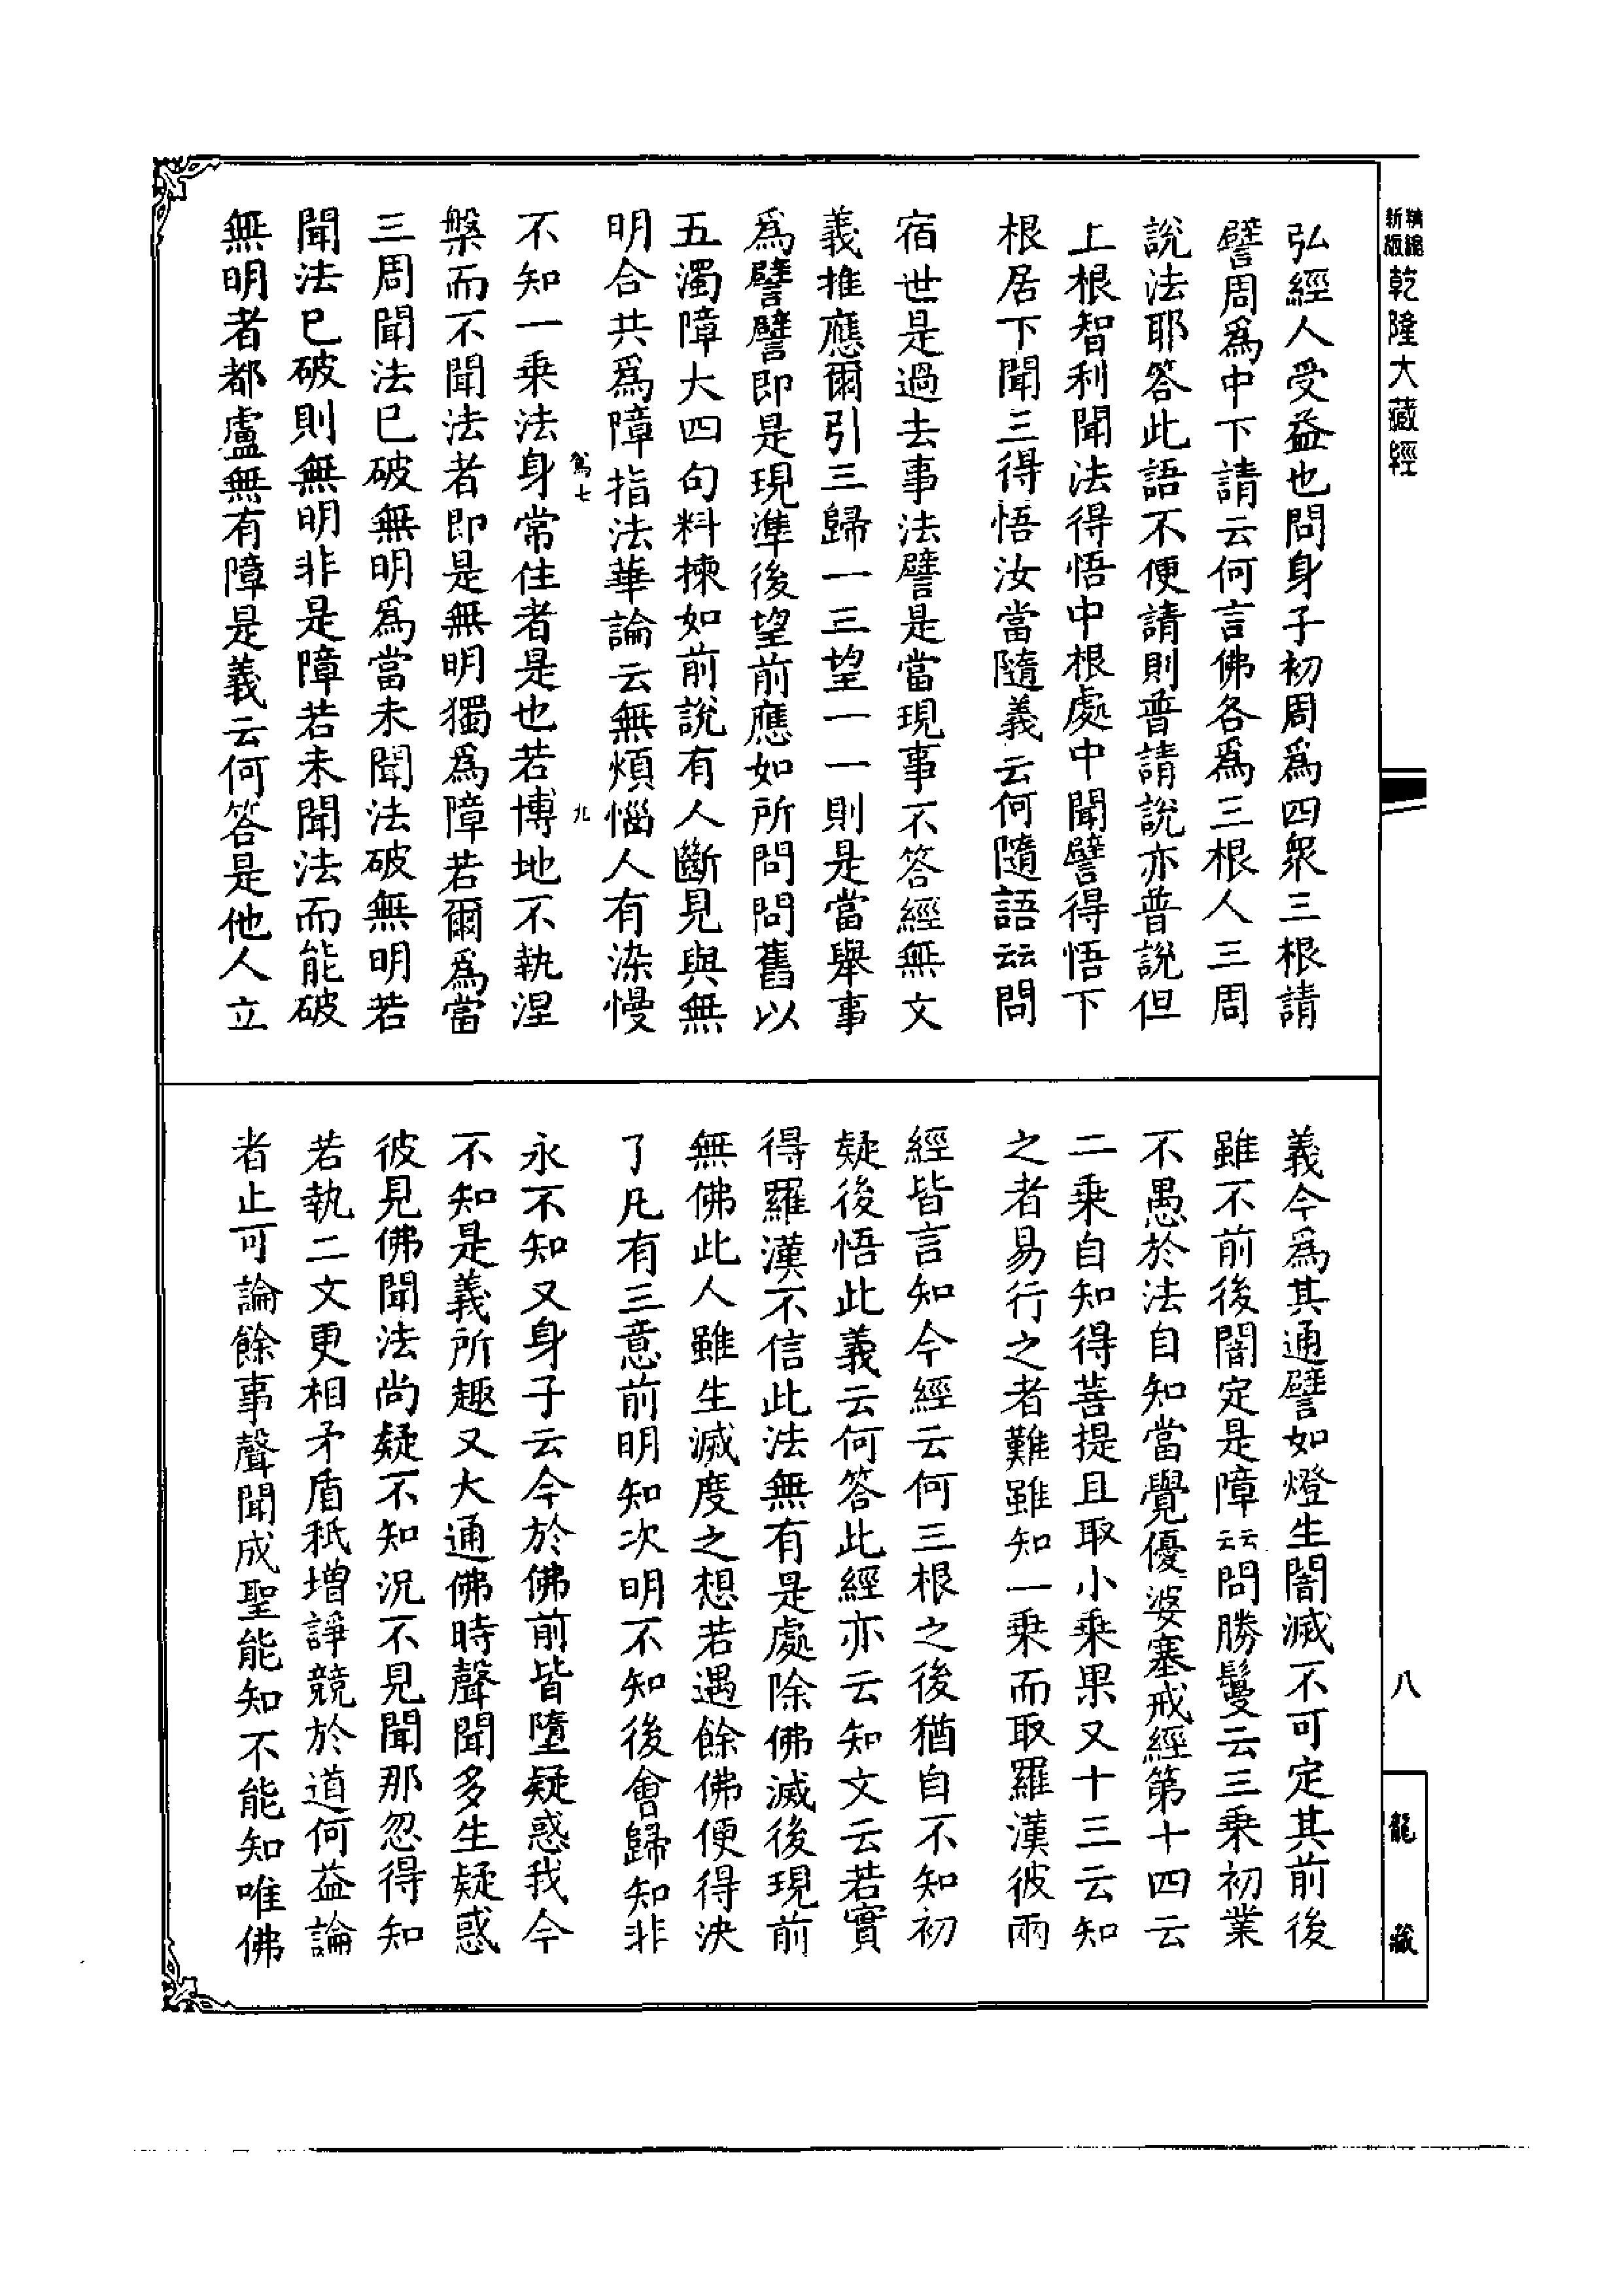 精縮新版乾隆大藏經
弘經人受益也問身子初周爲四衆三根請
譬周爲中下請云何言佛各爲三根人三周
說法耶答此語不便請則普請說亦普說但
上根智利聞法得悟中根處中聞譬得悟下
根居下聞三得悟汝當隨義云何隨語云云問
宿世是過去事法譬是當現事不答經無文
義推應爾引三歸一三望一一則是當舉事
爲譬譬即是現準後望前應如所問問舊以
五濁障大四句料揀如前說有人斷見與無
明合共爲障指法華論云無煩惱人有染慢
不知一乘法身常住者是也若博地不執涅
槃而不聞法者即是無明獨爲障若爾爲當
三周聞法已破無明爲當未聞法破無明若
聞法已破則無明非是障若未聞法而能破
無明者都盧無有障是義云何答是他人立
義今爲其通譬如燈生闇滅不可定其前後
雖不前後闇定是障云云問勝鬘云三乘初業
不愚於法自知當覺優婆塞戒經第十四云
二乘自知得菩提且取小乘果又十三云知
之者易行之者難雖知一乘而取羅漢彼兩
經皆言知今經云何三根之後猶自不知初
疑後悟此義云何答此經亦云知文云若實
得羅漢不信此法無有是處除佛滅後現前
無佛此人雖生滅度之想若遇餘佛便得決
了凡有三意前明知次明不知後會歸知非
永不知又身子云今於佛前皆墮疑惑我今
不知是義所趣又大通佛時聲聞多生疑惑
彼見佛聞法尚疑不知況不見聞那忽得知
若執二文更相矛盾秖增諍競於道何益論
者止可論餘事聲聞成聖能知不能知唯佛
七
九
八
龍藏